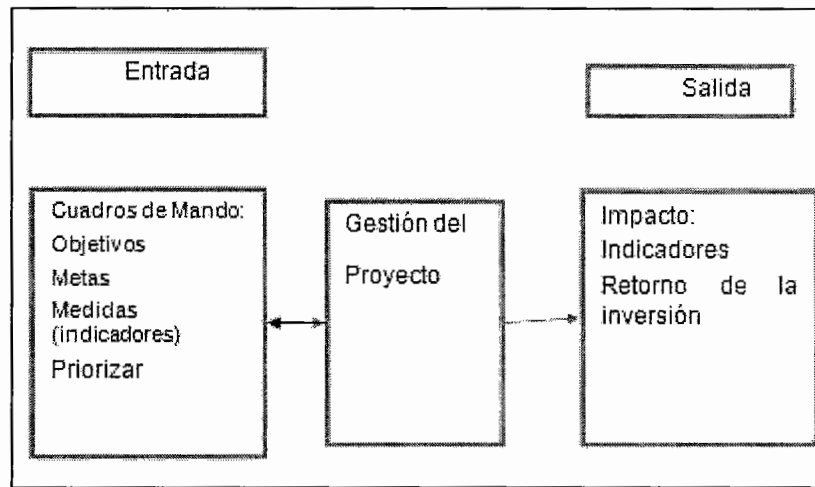 Entrada
Salida
Cuadros de Mando:
Objetivos
Metas
Medidas
(indicadores)
Priorizar
Gestión del
Proyecto
Impacto:
Indicadores
Retorno de la
inversión